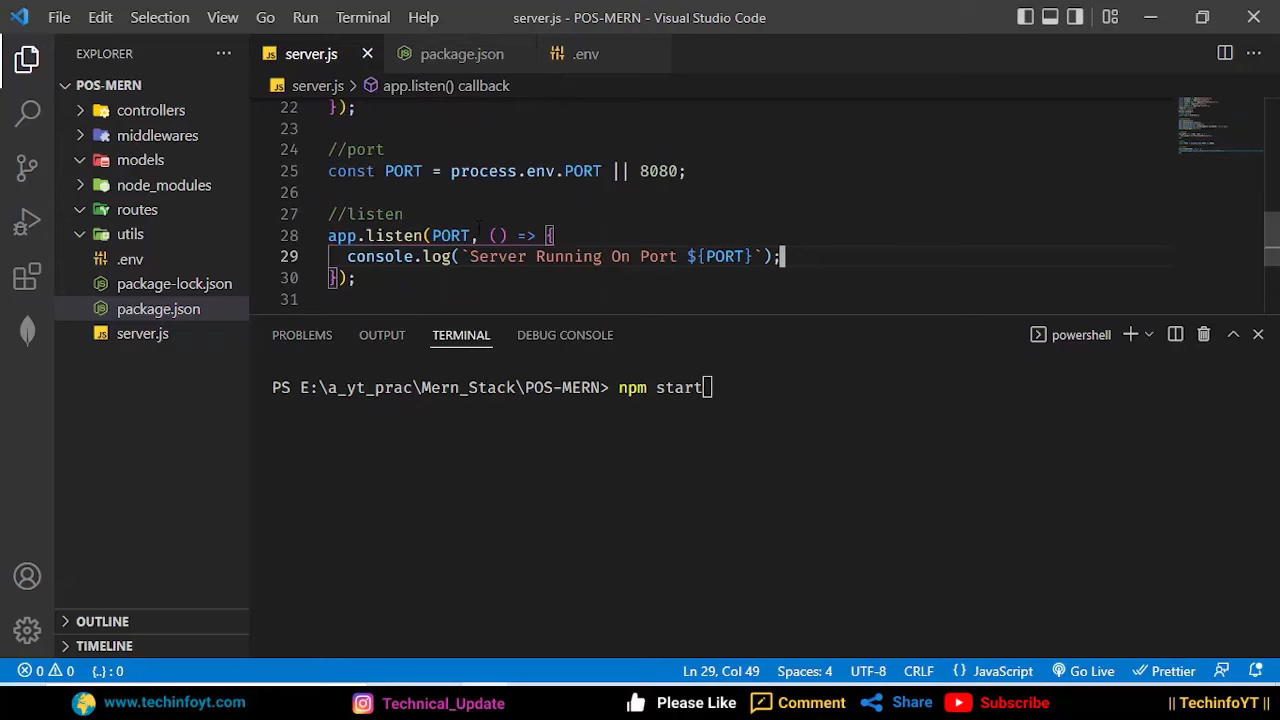 File Edit Selection View Go Run Terminal Help server.js - POS-MERN - Visual Studio Code
EXPLORER
POS-MERN
controllers
middlewares
models
node_modules
routes
utils
.env
package-lock.json
package.json
server.js
OUTLINE
TIMELINE
server.js package.json .env
server.js > app.listen() callback
22 });
23
24 //port
25 const PORT = process.env.PORT || 8080;
26
27 //listen
28 app.listen(PORT, () => {
29 console.log(`Server Running On Port ${PORT}`);
30 });
31
PROBLEMS OUTPUT TERMINAL DEBUG CONSOLE powershell
PS E:\a_yt_prac\Mern_Stack\POS-MERN> npm start
0 0 {..} : 0 Ln 29, Col 49 Spaces: 4 UTF-8 CRLF {} JavaScript Go Live Prettier
www.techinfoyt.com Technical_Update Please Like Comment Share Subscribe || TechinfoYT ||